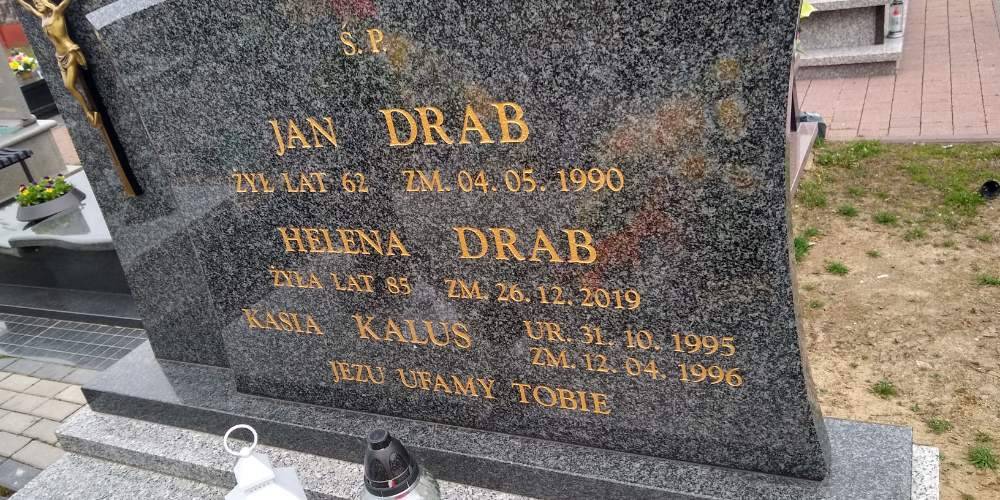 Ś. P.
JAN DRAB
ŻYŁ LAT 62 ZM. 04. 05. 1990
HELENA DRAB
ŻYŁA LAT 85 ZM. 26. 12. 2019
KASIA KALUS UR. 31. 10. 1995
ZM. 12. 04. 1996
JEZU UFAMY TOBIE